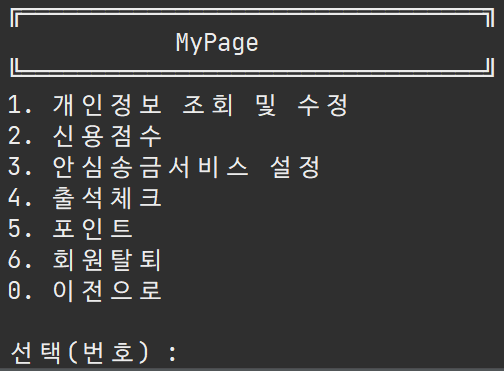 MyPage
1. 개인정보 조회 및 수정
2. 신용점수
3. 안심송금서비스 설정
4. 출석체크
5. 포인트
6. 회원탈퇴
0. 이전으로
선택(번호) :